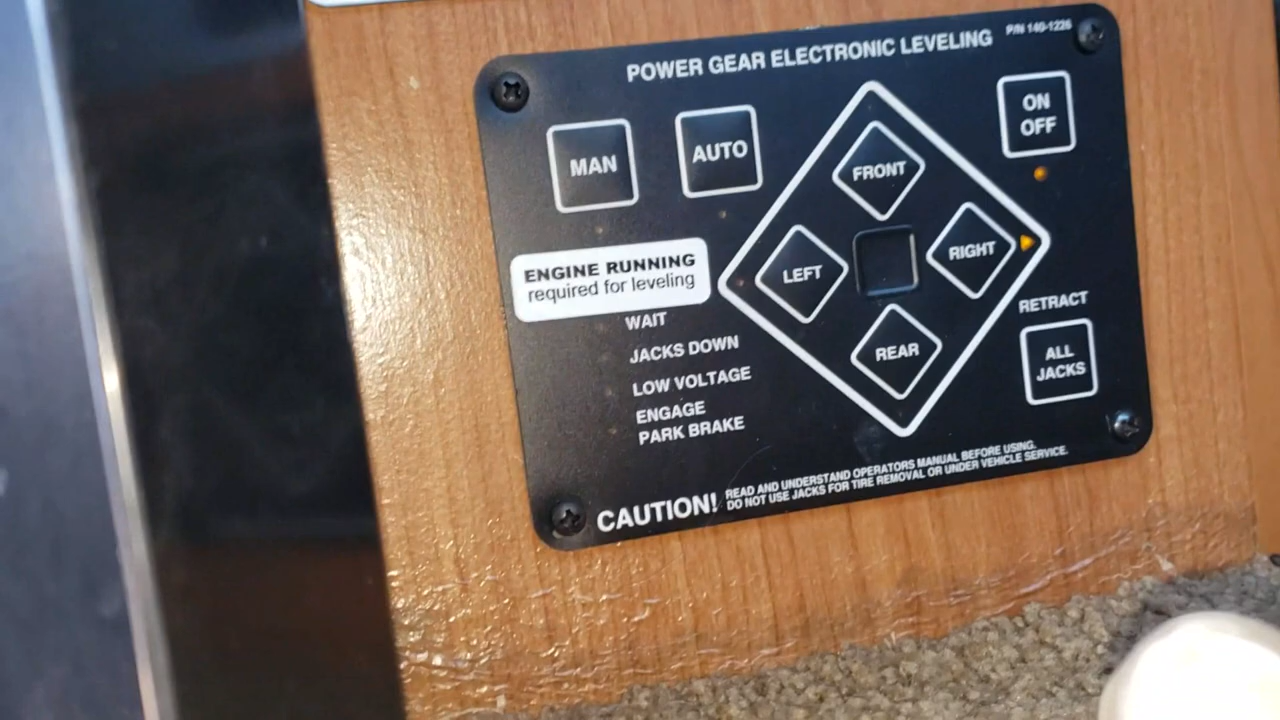 POWER GEAR ELECTRONIC LEVELING
P/N 140-1226
MAN
AUTO
FRONT
ON
OFF
LEFT
RIGHT
REAR
ENGINE RUNNING
required for leveling
WAIT
JACKS DOWN
LOW VOLTAGE
ENGAGE
PARK BRAKE
RETRACT
ALL
JACKS
CAUTION!
READ AND UNDERSTAND OPERATORS MANUAL BEFORE USING.
DO NOT USE JACKS FOR TIRE REMOVAL OR UNDER VEHICLE SERVICE.